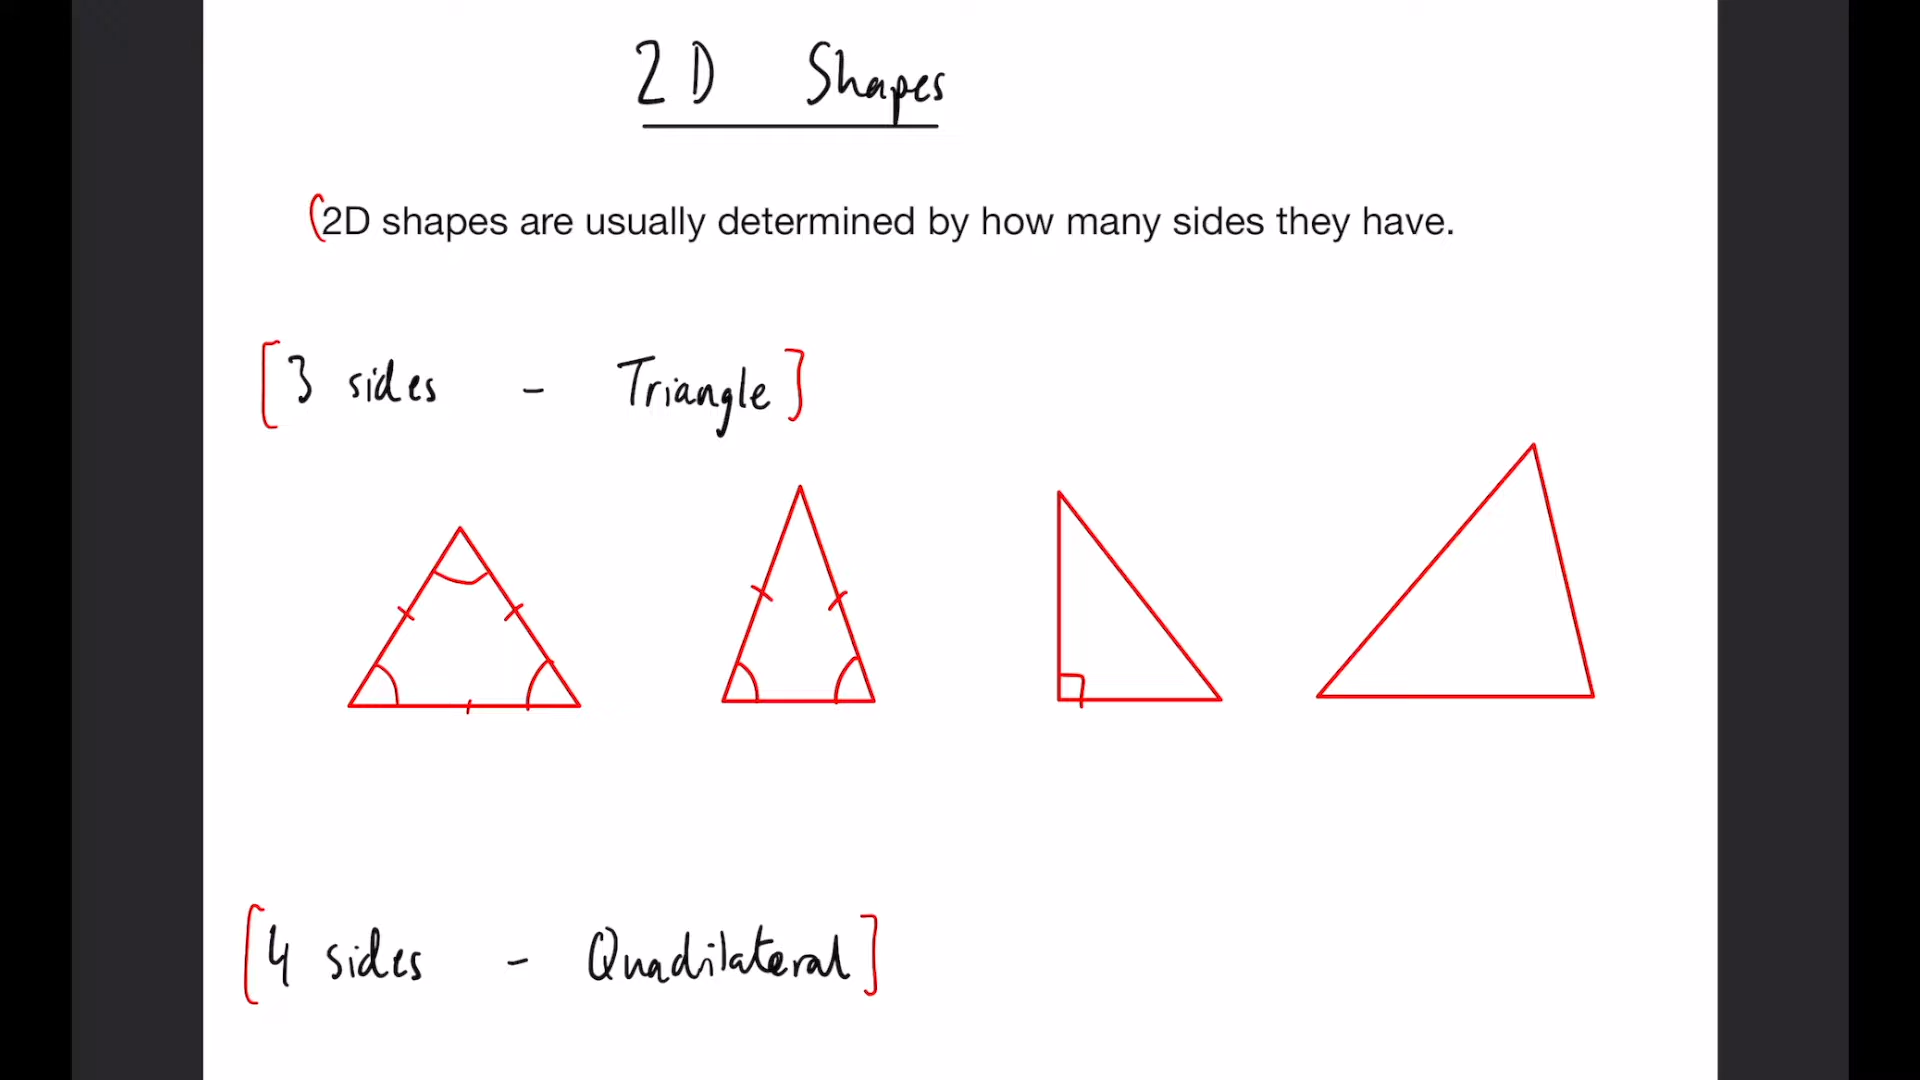 2D Shapes
(2D shapes are usually determined by how many sides they have.
[3 sides - Triangle]
[4 sides - Quadilateral]